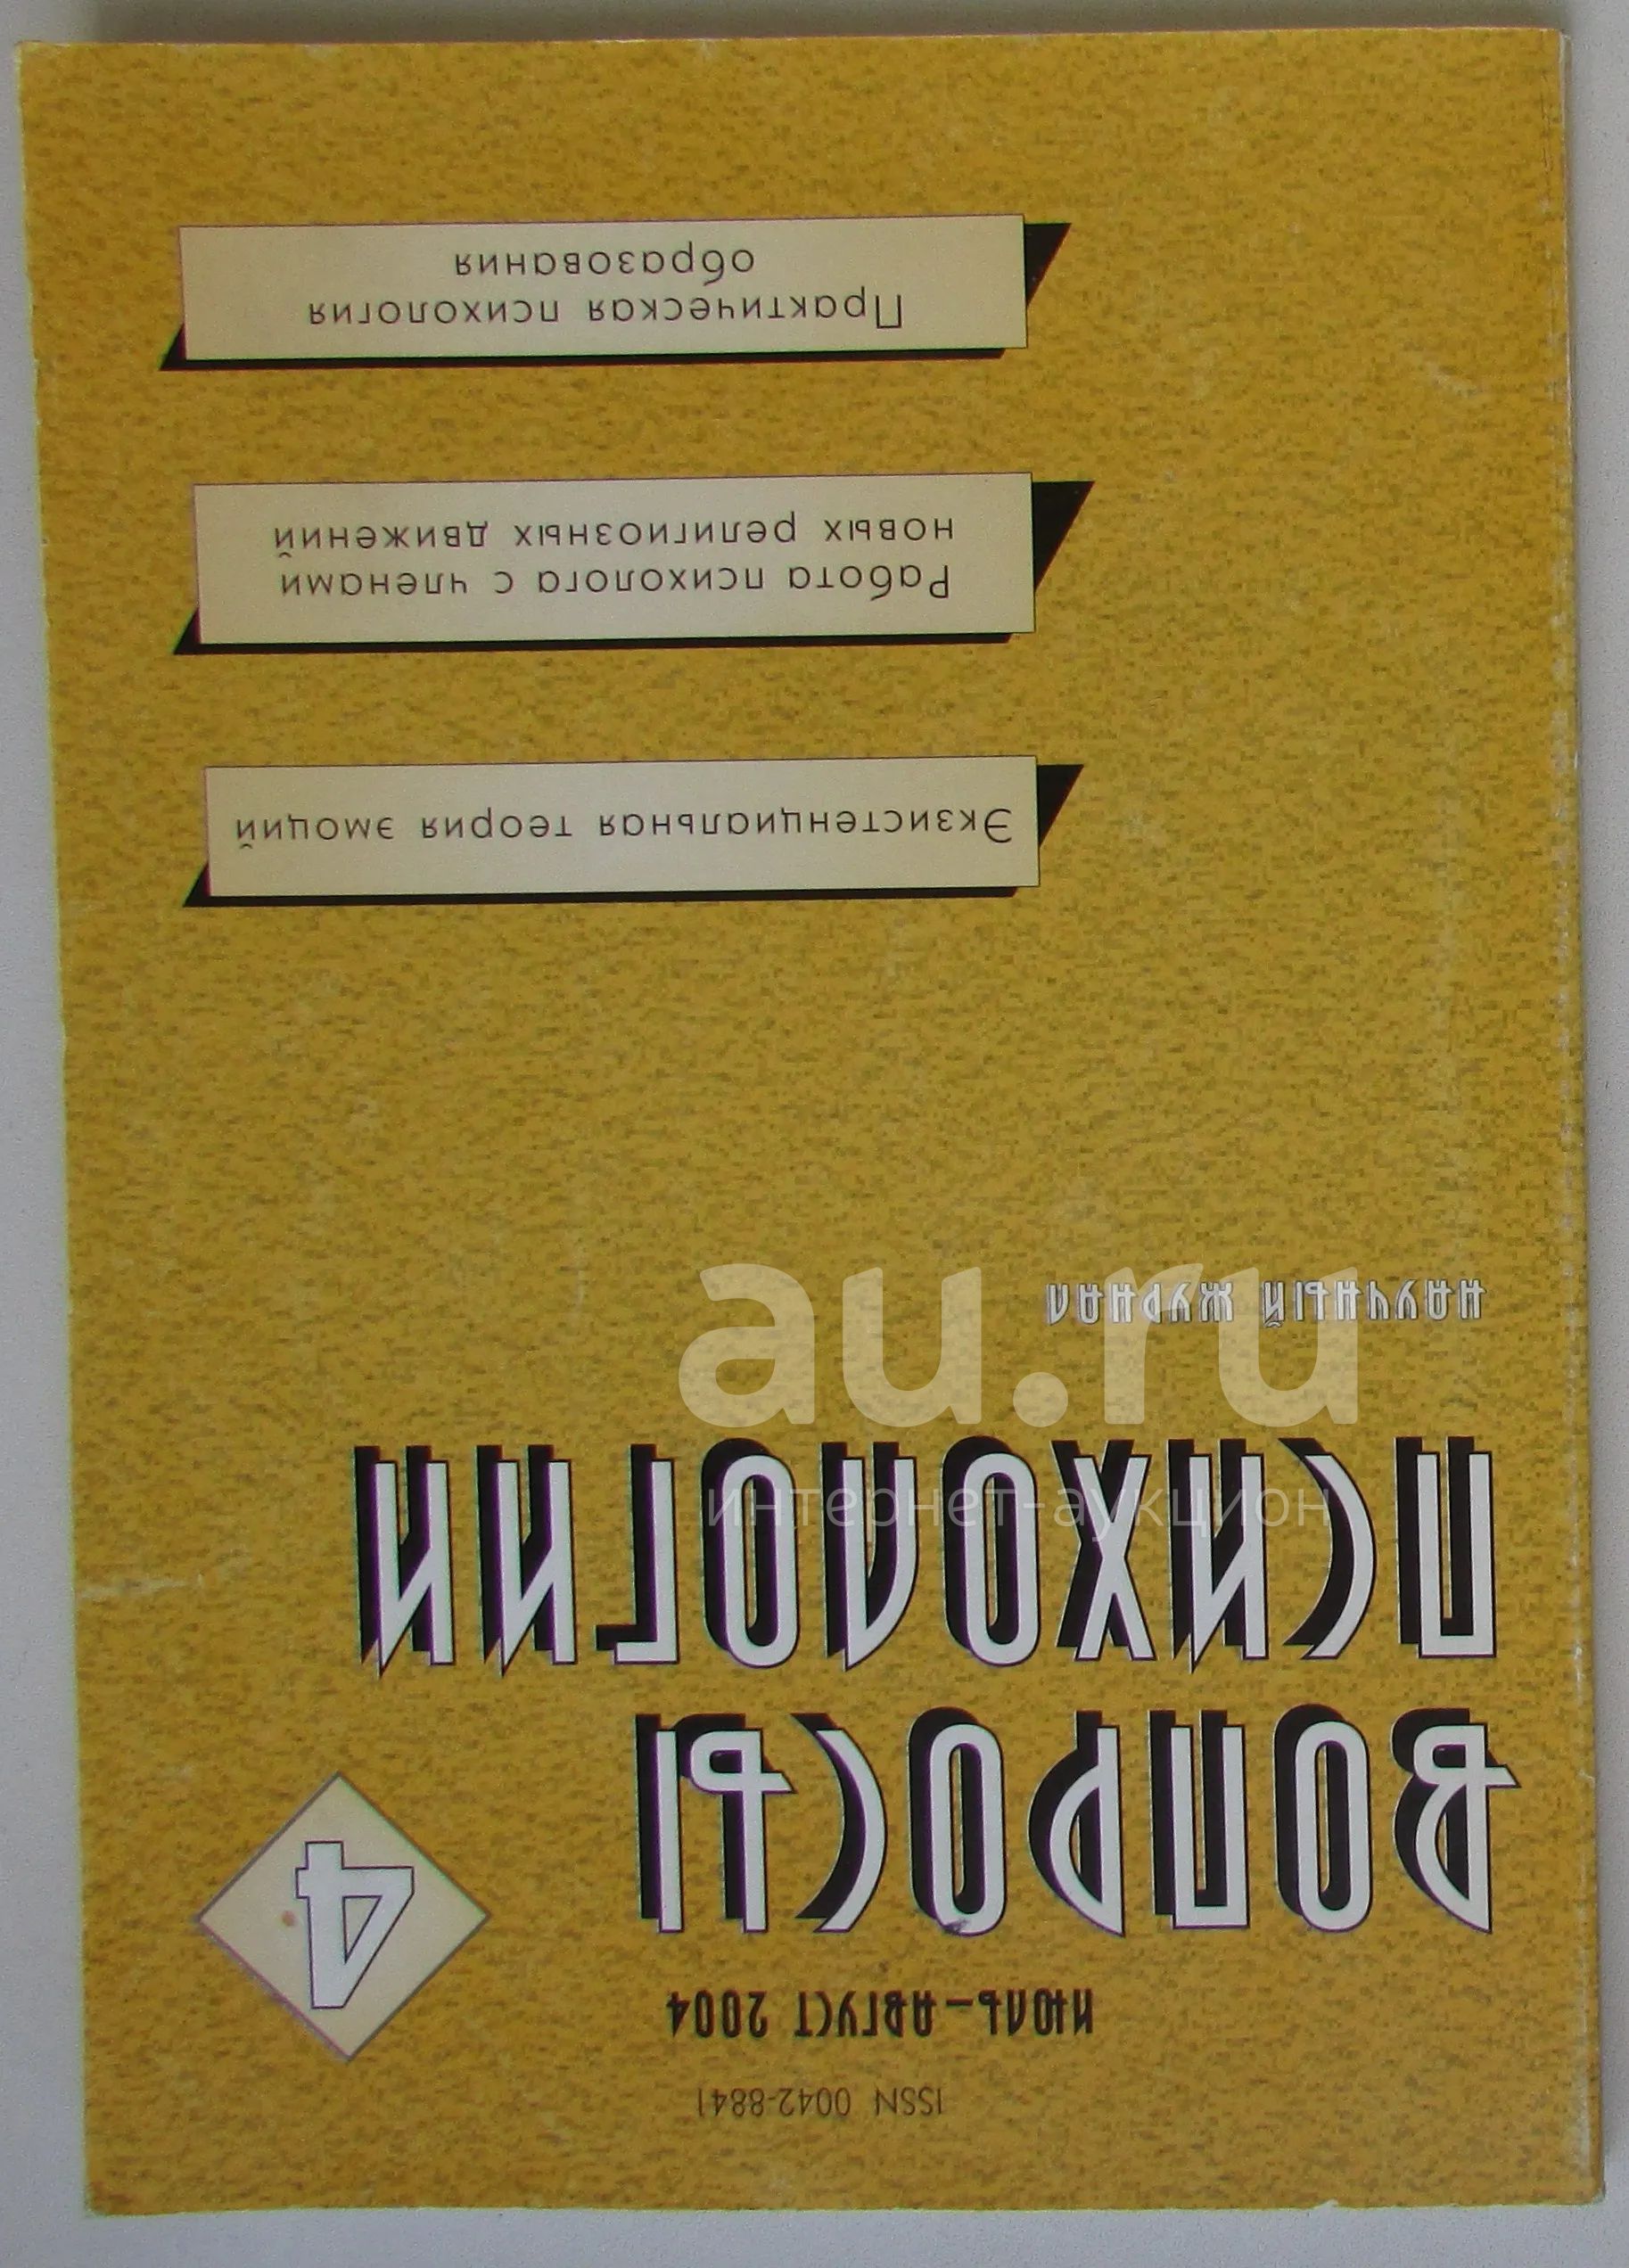 ISSN 0042-8841
ИЮЛЬ–АВГУСТ 2004
4
ВОПРОСЫ
ПСИХОЛОГИИ
НАУЧНЫЙ ЖУРНАЛ
Экзистенциальная теория эмоций
Работа психолога с членами
новых религиозных движений
Практическая психология
образования
au.ru
интернет-аукцион